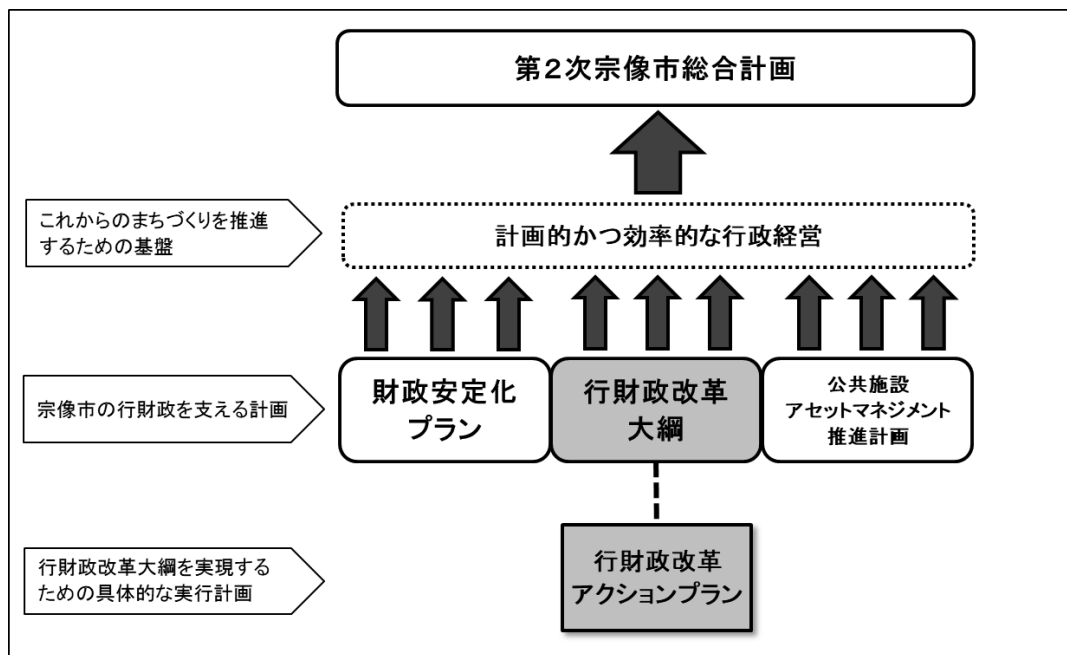 第２次宗像市総合計画
これからのまちづくりを推進
するための基盤
計画的かつ効率的な行政経営
宗像市の行財政を支える計画
財政安定化
プラン
行財政改革
大綱
公共施設
アセットマネジメント
推進計画
行財政改革大綱を実現する
ための具体的な実行計画
行財政改革
アクションプラン